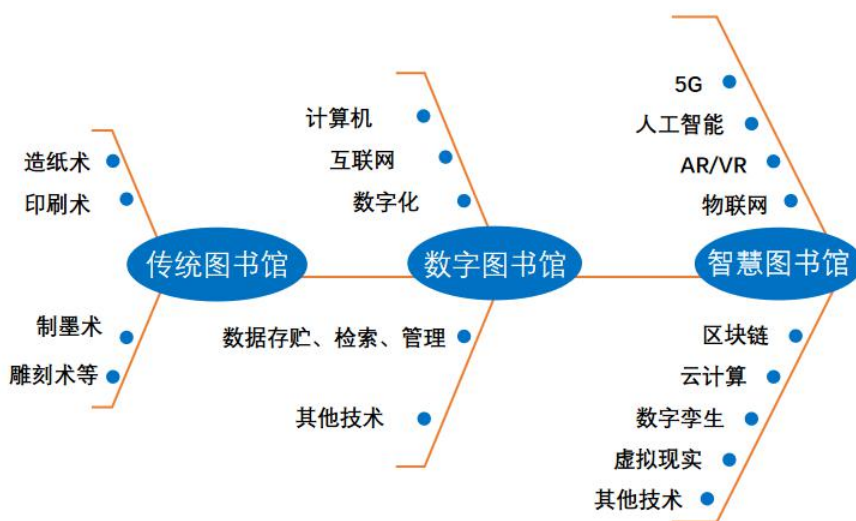 造纸术
印刷术
传统图书馆
制墨术
雕刻术等
计算机
互联网
数字化
数字图书馆
数据存贮、检索、管理
其他技术
5G
人工智能
AR/VR
物联网
智慧图书馆
区块链
云计算
数字孪生
虚拟现实
其他技术